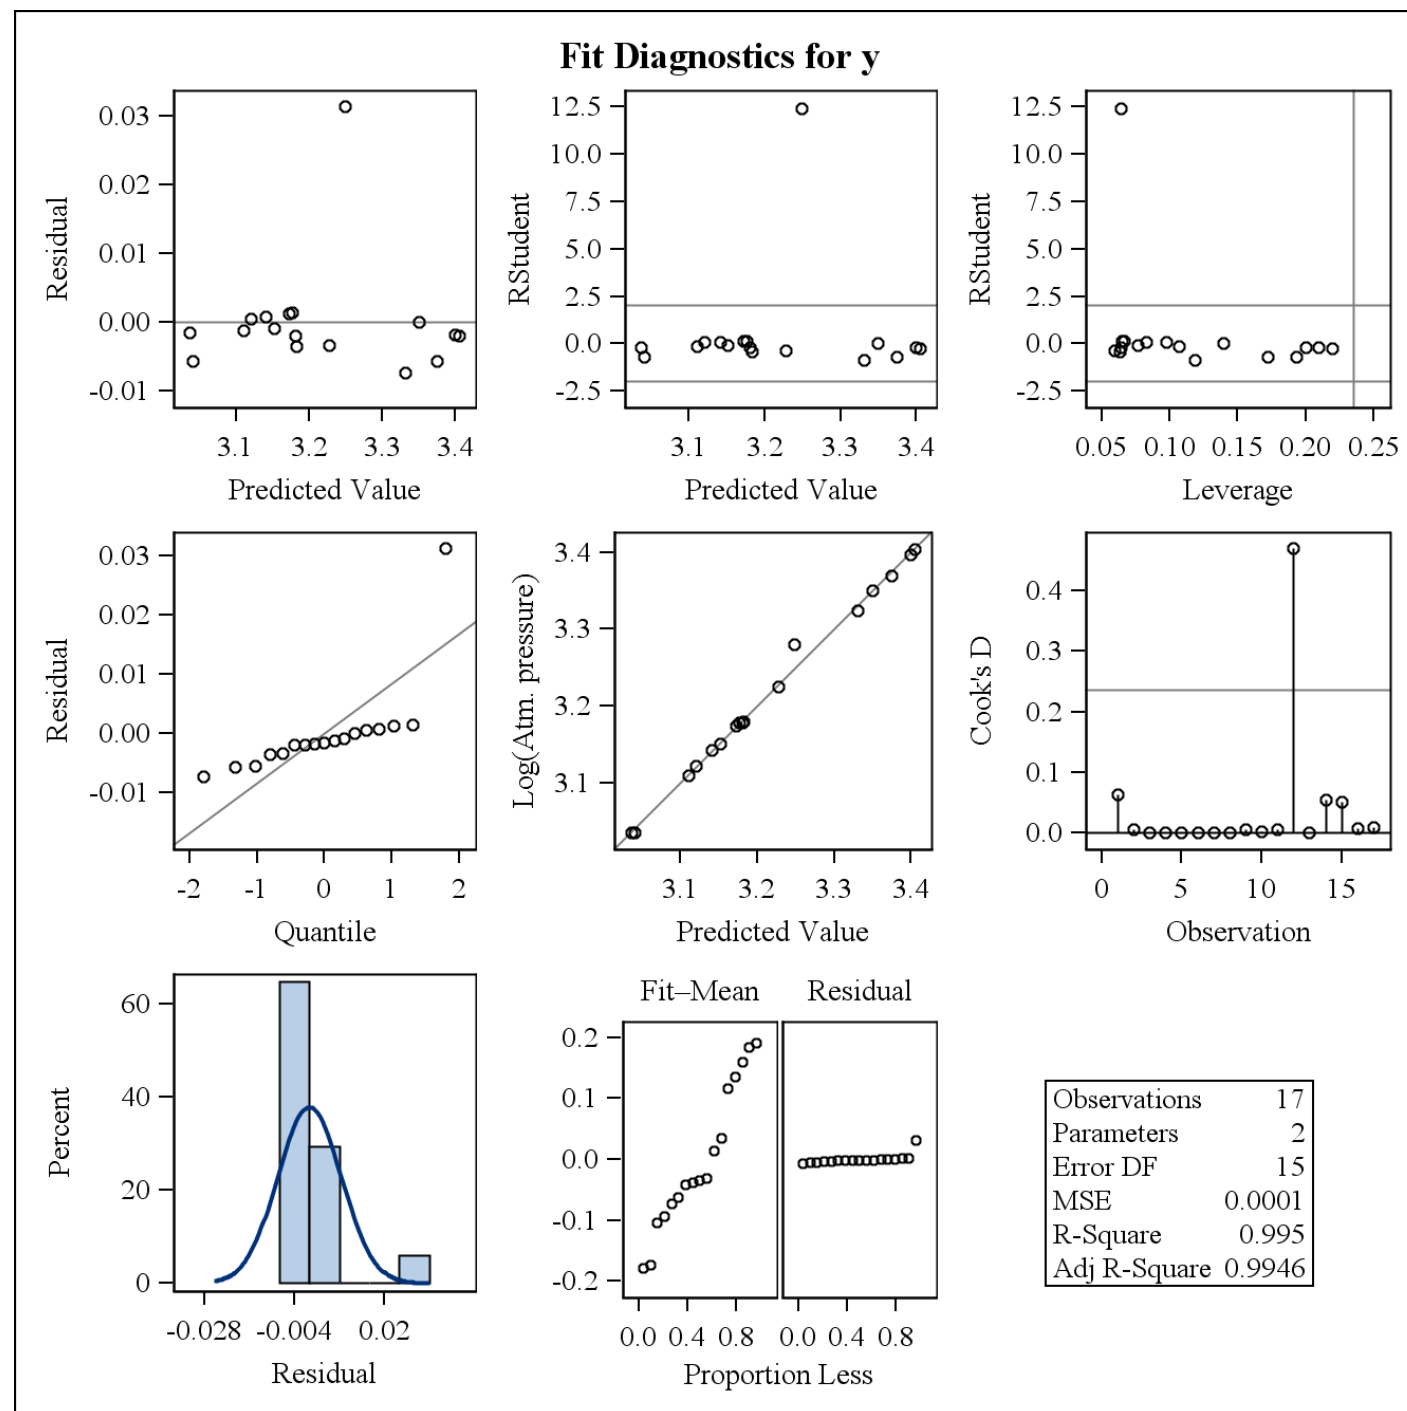 Fit Diagnostics for y
0.03
0.02
0.01
0.00
-0.01
Residual
3.1 3.2 3.3 3.4
Predicted Value
12.5
10.0
7.5
5.0
2.5
0.0
-2.5
RStudent
3.1 3.2 3.3 3.4
Predicted Value
12.5
10.0
7.5
5.0
2.5
0.0
-2.5
RStudent
0.05 0.10 0.15 0.20 0.25
Leverage
0.03
0.02
0.01
0.00
-0.01
Residual
-2 -1 0 1 2
Quantile
3.4
3.3
3.2
3.1
Log(Atm. pressure)
3.1 3.2 3.3 3.4
Predicted Value
0.4
0.3
0.2
0.1
0.0
Cook's D
0 5 10 15
Observation
60
40
20
0
Percent
-0.028 -0.004 0.02
Residual
Fit–Mean Residual
0.2
0.1
0.0
-0.1
-0.2
0.0 0.4 0.8 0.0 0.4 0.8
Proportion Less
Observations 17
Parameters 2
Error DF 15
MSE 0.0001
R-Square 0.995
Adj R-Square 0.9946